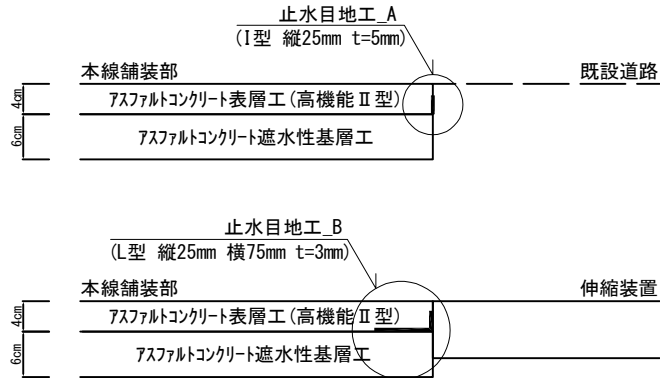 止水目地工_A
(I型 縦25mm t=5mm)
本線舗装部
既設道路
4cm
アスファルトコンクリート表層工(高機能Ⅱ型)
6cm
アスファルトコンクリート遮水性基層工
止水目地工_B
(L型 縦25mm 横75mm t=3mm)
本線舗装部
伸縮装置
4cm
アスファルトコンクリート表層工(高機能Ⅱ型)
6cm
アスファルトコンクリート遮水性基層工